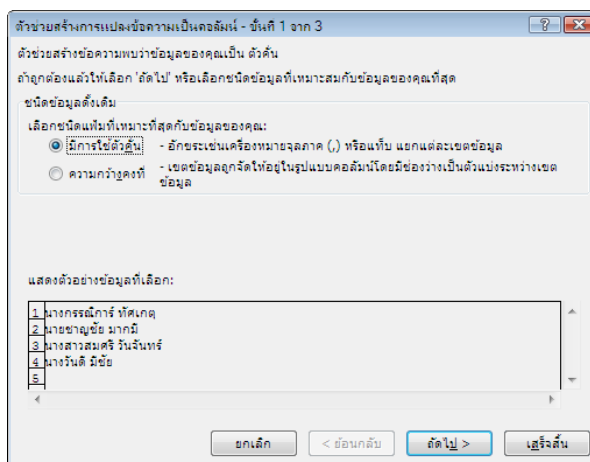 ตัวช่วยสร้างการแปลงข้อความเป็นคอลัมน์ - ขั้นที่ 1 จาก 3
ตัวช่วยสร้างข้อความพบว่าข้อมูลของคุณเป็น ตัวคั่น
ถ้าถูกต้องแล้วให้เลือก 'ถัดไป' หรือเลือกชนิดข้อมูลที่เหมาะสมกับข้อมูลของคุณที่สุด
ชนิดข้อมูลดั้งเดิม
เลือกชนิดแฟ้มที่เหมาะที่สุดกับข้อมูลของคุณ:
มีการใช้ตัวคั่น - อักขระเช่นเครื่องหมายจุลภาค (,) หรือแท็บ แยกแต่ละเขตข้อมูล
ความกว้างคงที่ - เขตข้อมูลถูกจัดให้อยู่ในรูปแบบคอลัมน์โดยมีช่องว่างเป็นตัวแบ่งระหว่างเขต
ข้อมูล
แสดงตัวอย่างข้อมูลที่เลือก:
1 นางกรรณิการ์ ทัศเกตุ
2 นายชาญชัย มากมี
3 นางสาวสมศรี วันจันทร์
4 นางวันดี มิชัย
5
ยกเลิก < ย้อนกลับ ถัดไป > เสร็จสิ้น